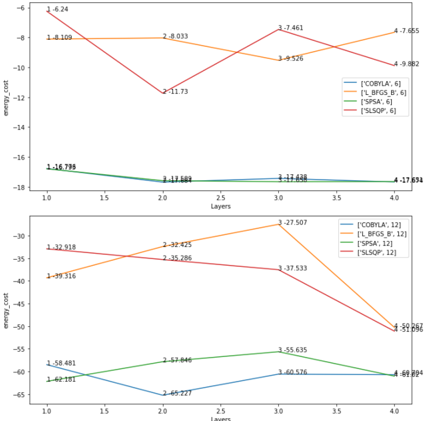 −6
−8
−10
−12
−14
−16
−18
energy_cost
1 -6.24
1 -8.109
2 -8.033
2 -11.73
3 -7.461
3 -9.526
4 -7.655
4 -9.882
['COBYLA', 6]
['L_BFGS_B', 6]
['SPSA', 6]
['SLSQP', 6]
1.0 1.5 2.0 2.5 3.0 3.5 4.0
Layers
−30
−35
−40
−45
−50
−55
−60
−65
energy_cost
1 -32.918
1 -39.316
2 -32.425
2 -35.286
3 -27.507
3 -37.533
4 -50.267
4 -51.096
1 -58.481
1 -62.181
2 -57.846
2 -65.227
3 -55.635
3 -60.576
['COBYLA', 12]
['L_BFGS_B', 12]
['SPSA', 12]
['SLSQP', 12]
1.0 1.5 2.0 2.5 3.0 3.5 4.0
Layers